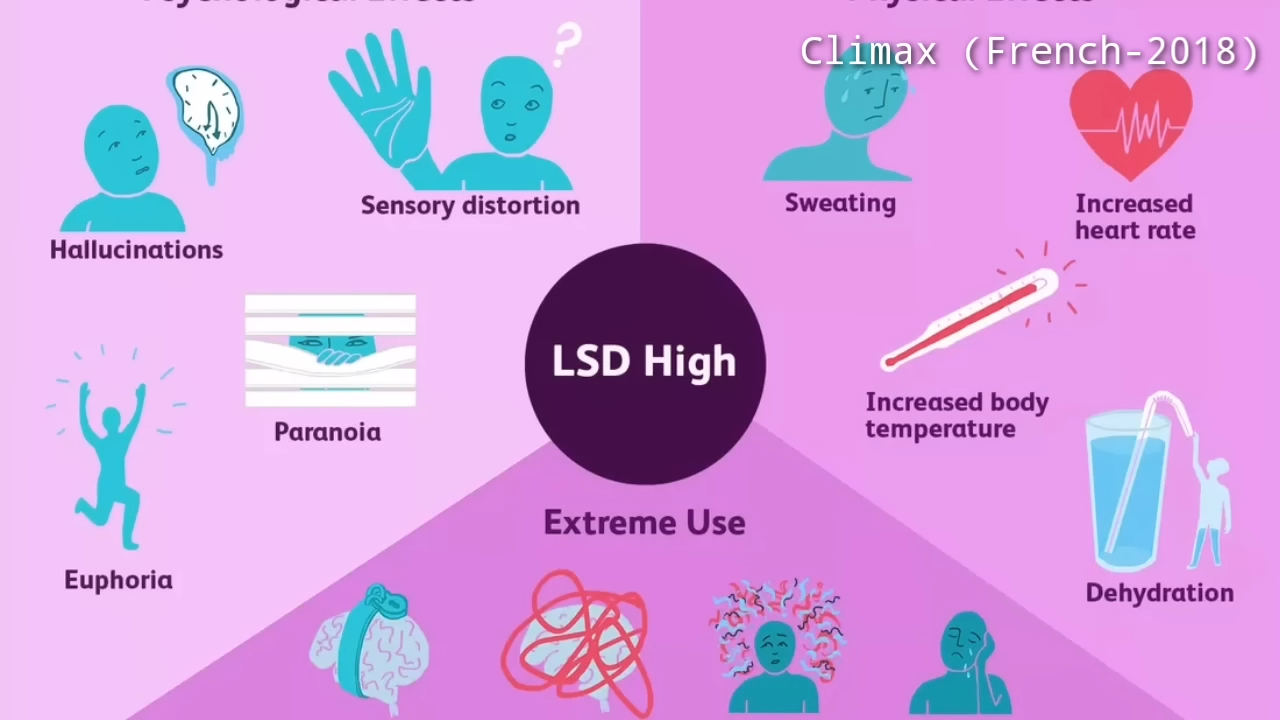 Climax (French-2018)
Hallucinations
Sensory distortion
Paranoia
Euphoria
LSD High
Sweating
Increased
heart rate
Increased body
temperature
Dehydration
Extreme Use